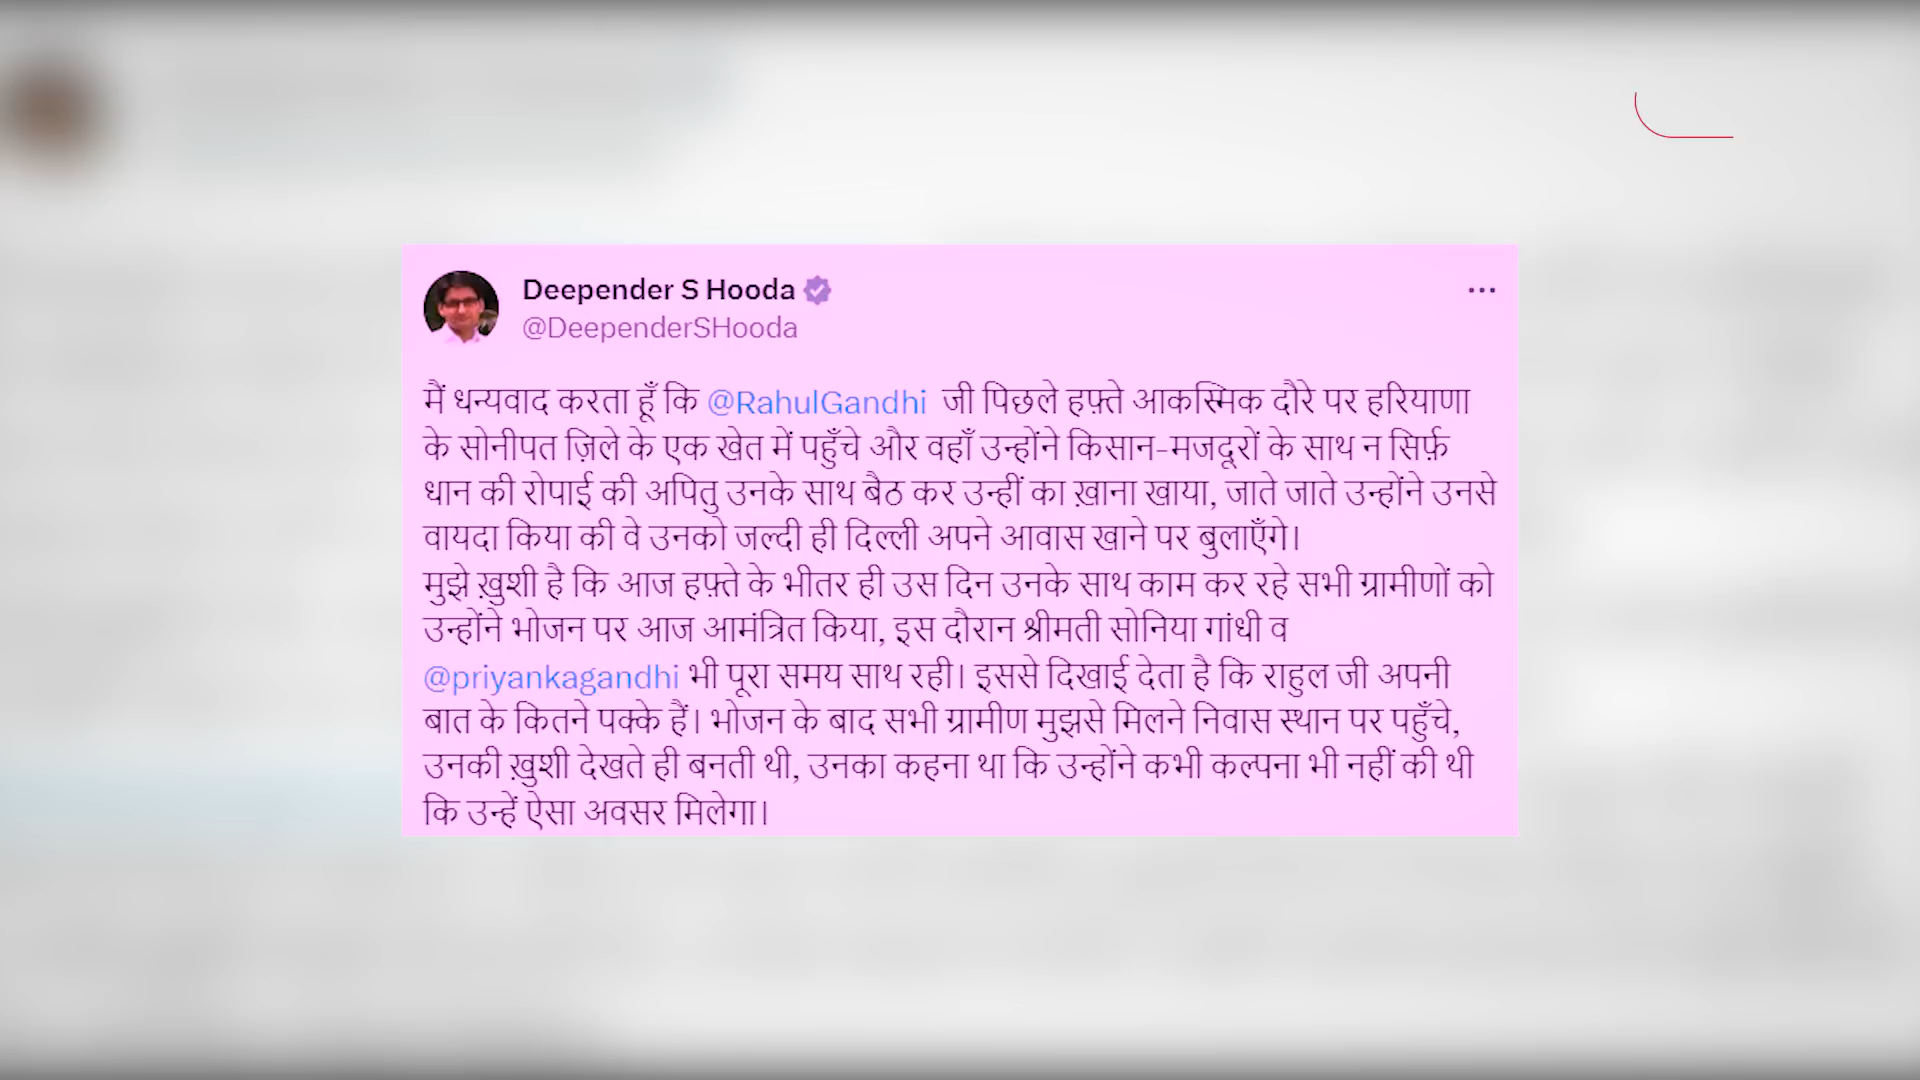 Deepender S Hooda
@DeependerSHooda
मैं धन्यवाद करता हूँ कि @RahulGandhi जी पिछले हफ़्ते आकस्मिक दौरे पर हरियाणा
के सोनीपत ज़िले के एक खेत में पहुँचे और वहाँ उन्होंने किसान-मजदूरों के साथ न सिर्फ़
धान की रोपाई की अपितु उनके साथ बैठ कर उन्हीं का ख़ाना खाया, जाते जाते उन्होंने उनसे
वायदा किया की वे उनको जल्दी ही दिल्ली अपने आवास खाने पर बुलाएँगे।
मुझे ख़ुशी है कि आज हफ़्ते के भीतर ही उस दिन उनके साथ काम कर रहे सभी ग्रामीणों को
उन्होंने भोजन पर आज आमंत्रित किया, इस दौरान श्रीमती सोनिया गांधी व
@priyankagandhi भी पूरा समय साथ रही। इससे दिखाई देता है कि राहुल जी अपनी
बात के कितने पक्के हैं। भोजन के बाद सभी ग्रामीण मुझसे मिलने निवास स्थान पर पहुँचे,
उनकी ख़ुशी देखते ही बनती थी, उनका कहना था कि उन्होंने कभी कल्पना भी नहीं की थी
कि उन्हें ऐसा अवसर मिलेगा।